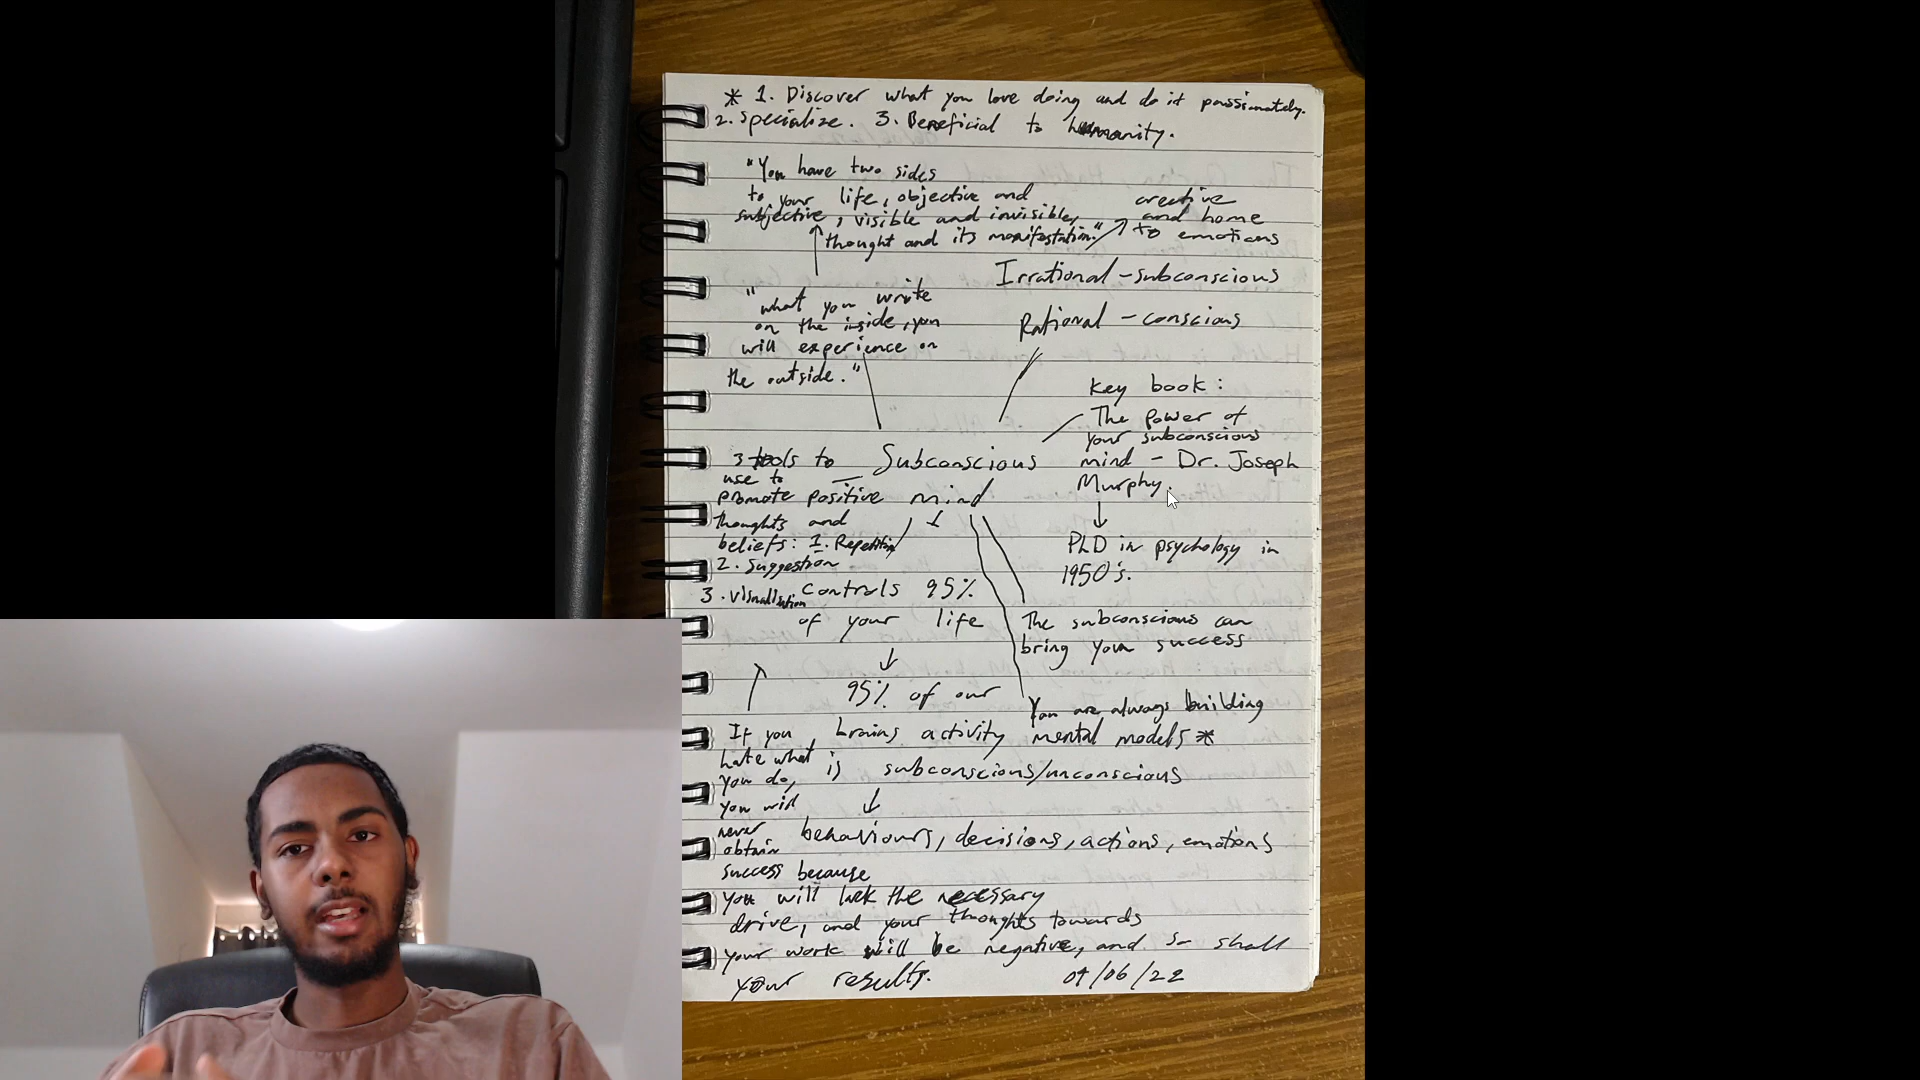 * 1. Discover what you love doing and do it passionately.
2. Specialize. 3. Beneficial to humanity.
"You have two sides
to your life, objective and
subjective, visible and invisible,
thought and its manifestation."
creative
and home
to emotions
Irrational - subconscious
Rational - conscious
"what you write
on the inside, you
will experience on
the outside."
Key book:
The power of
your subconscious
mind - Dr. Joseph
Murphy.
PhD in psychology in
1950's.
Subconscious
mind
3 tools to
use to
promote positive
thoughts and
beliefs: 1. Repetition
2. Suggestion
3. Visualisation
controls 95%
of your life
95% of our
brains activity
is subconscious/unconscious
behaviours, decisions, actions, emotions
The subconscious can
bring you success
You are always building
mental models *
If you
hate what
you do,
you will
never
obtain
success because
you will lack the necessary
drive, and your thoughts towards
your work will be negative, and so shall
your results.